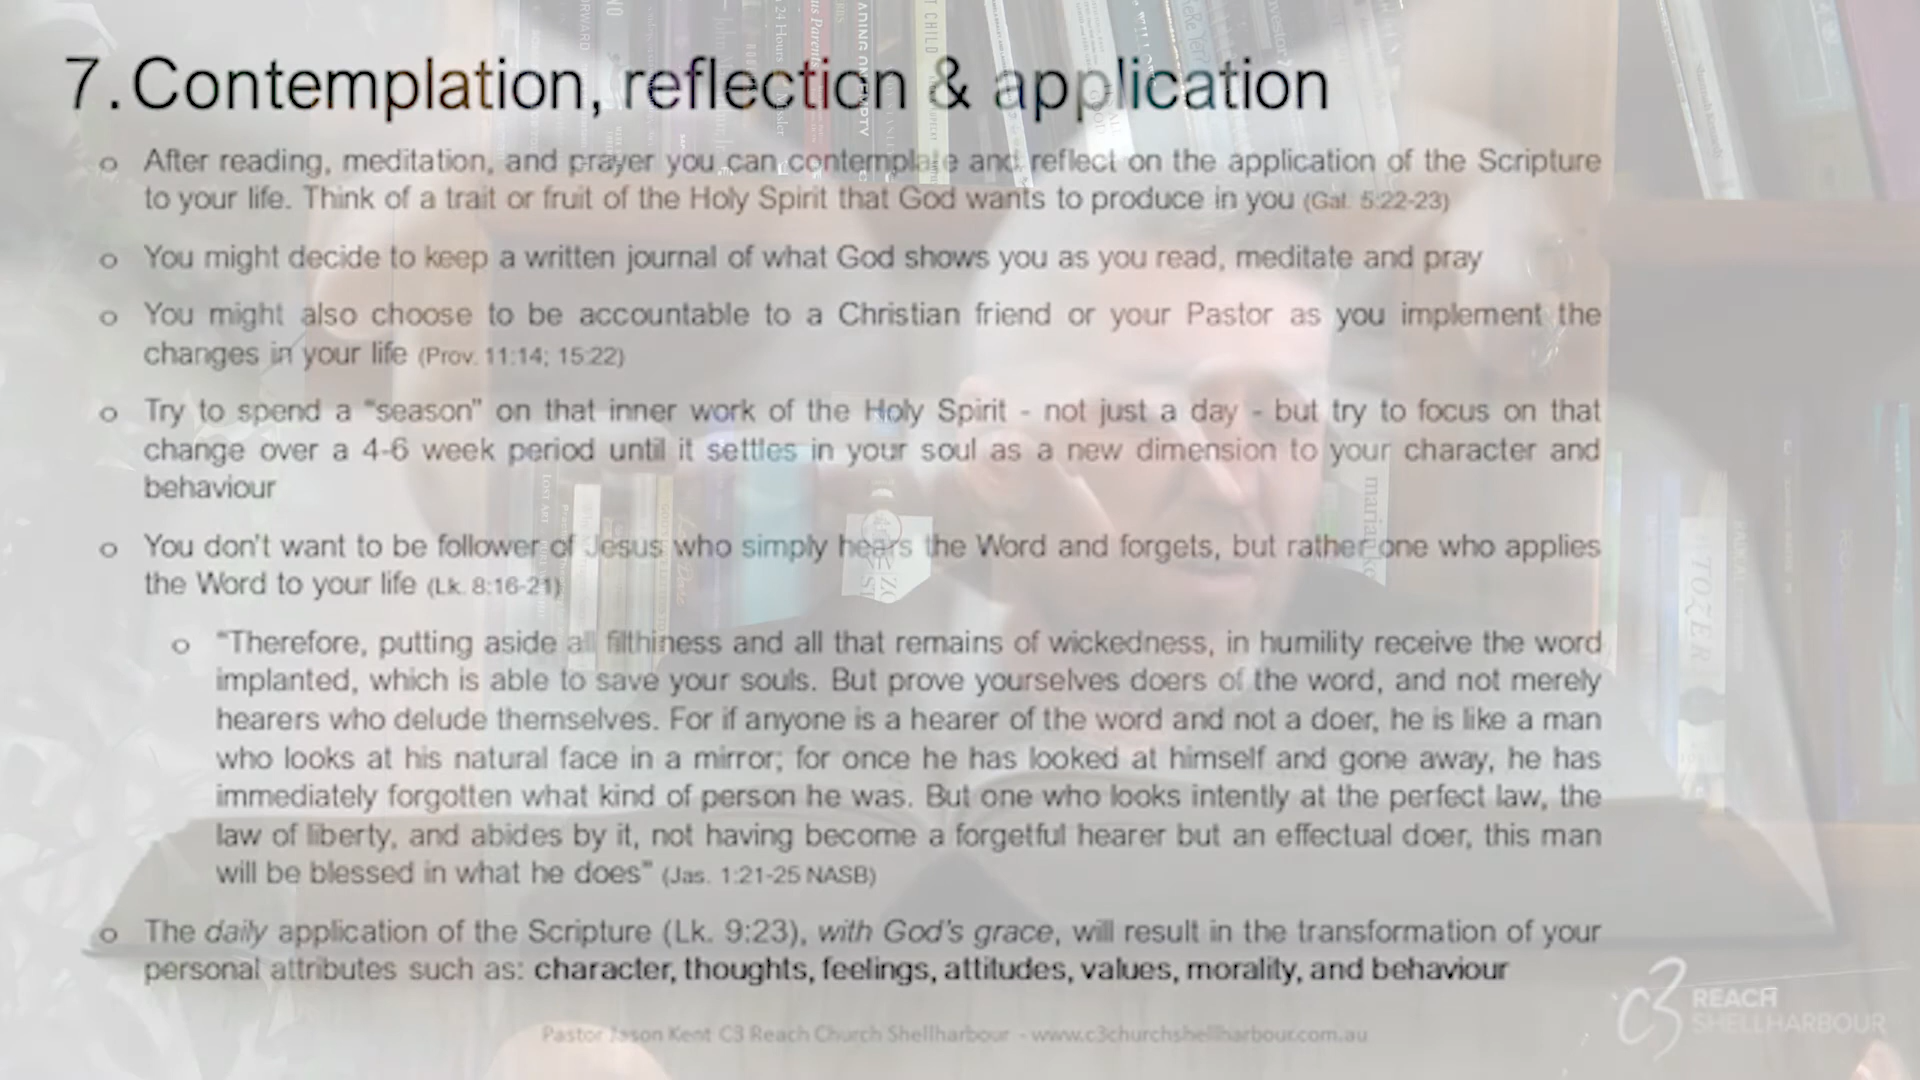 7. Contemplation, reflection & application
o After reading, meditation, and prayer you can contemplate and reflect on the application of the Scripture
to your life. Think of a trait or fruit of the Holy Spirit that God wants to produce in you (Gal. 5:22-23)
o You might decide to keep a written journal of what God shows you as you read, meditate and pray
o You might also choose to be accountable to a Christian friend or your Pastor as you implement the
changes in your life (Prov. 11:14; 15:22)
o Try to spend a "season" on that inner work of the Holy Spirit - not just a day - but try to focus on that
change over a 4-6 week period until it settles in your soul as a new dimension to your character and
behaviour
o You don't want to be follower of Jesus who simply hears the Word and forgets, but rather one who applies
the Word to your life (Lk. 8:16-21)
o "Therefore, putting aside all filthiness and all that remains of wickedness, in humility receive the word
implanted, which is able to save your souls. But prove yourselves doers of the word, and not merely
hearers who delude themselves. For if anyone is a hearer of the word and not a doer, he is like a man
who looks at his natural face in a mirror; for once he has looked at himself and gone away, he has
immediately forgotten what kind of person he was. But one who looks intently at the perfect law, the
law of liberty, and abides by it, not having become a forgetful hearer but an effectual doer, this man
will be blessed in what he does" (Jas. 1:21-25 NASB)
o The daily application of the Scripture (Lk. 9:23), with God's grace, will result in the transformation of your
personal attributes such as: character, thoughts, feelings, attitudes, values, morality, and behaviour
Pastor Jason Kent C3 Reach Church Shellharbour - www.c3churchshellharbour.com.au
C3 REACH
SHELLHARBOUR
TOZER